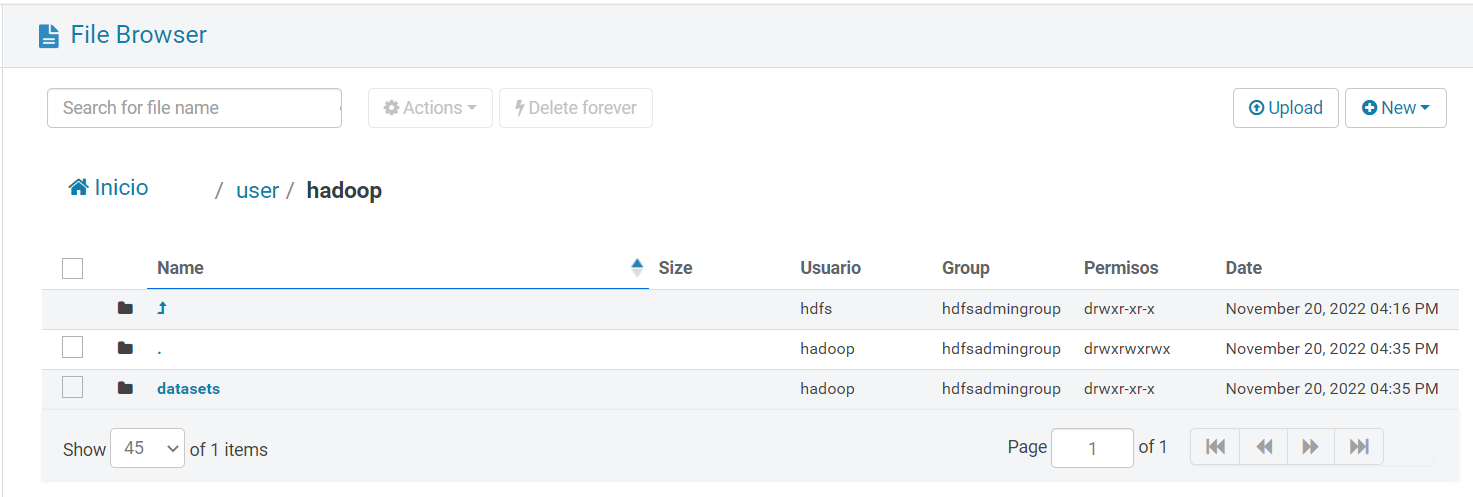 File Browser
Search for file name Actions Delete forever Upload New
Inicio / user / hadoop
Name Size Usuario Group Permisos Date
hdfs hdfsadmingroup drwxr-xr-x November 20, 2022 04:16 PM
. hadoop hdfsadmingroup drwxrwxrwx November 20, 2022 04:35 PM
datasets hadoop hdfsadmingroup drwxr-xr-x November 20, 2022 04:35 PM
Show 45 of 1 items Page 1 of 1